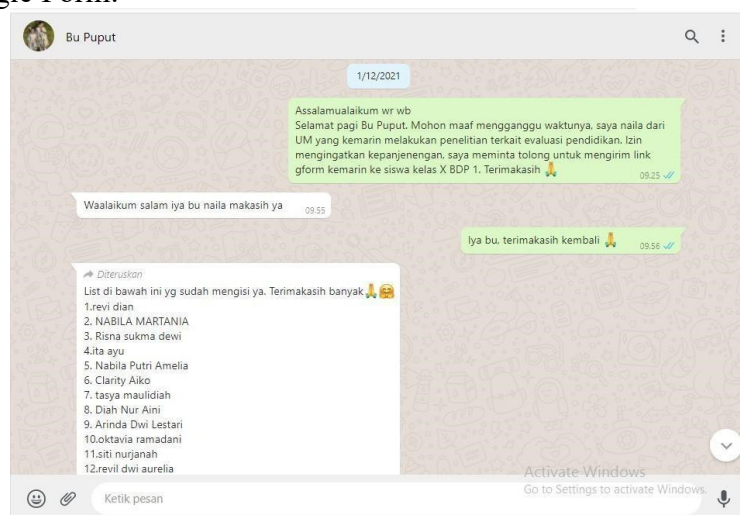 Bu Puput
1/12/2021
Assalamualaikum wr wb
Selamat pagi Bu Puput. Mohon maaf mengganggu waktunya, saya naila dari
UM yang kemarin melakukan penelitian terkait evaluasi pendidikan. Izin
mengingatkan kepanjenengan, saya meminta tolong untuk mengirim link
gform kemarin ke siswa kelas X BDP 1. Terimakasih 🙏
09.25
Waalaikum salam iya bu naila makasih ya
09.55
Iya bu, terimakasih kembali 🙏
09.56
Diteruskan
List di bawah ini yg sudah mengisi ya. Terimakasih banyak🙏🤗
1.revi dian
2. NABILA MARTANIA
3. Risna sukma dewi
4.ita ayu
5. Nabila Putri Amelia
6. Clarity Aiko
7. tasya maulidiah
8. Diah Nur Aini
9. Arinda Dwi Lestari
10.oktavia ramadani
11.siti nurjanah
12.revil dwi aurelia
Activate Windows
Go to Settings to activate Windows.
Ketik pesan